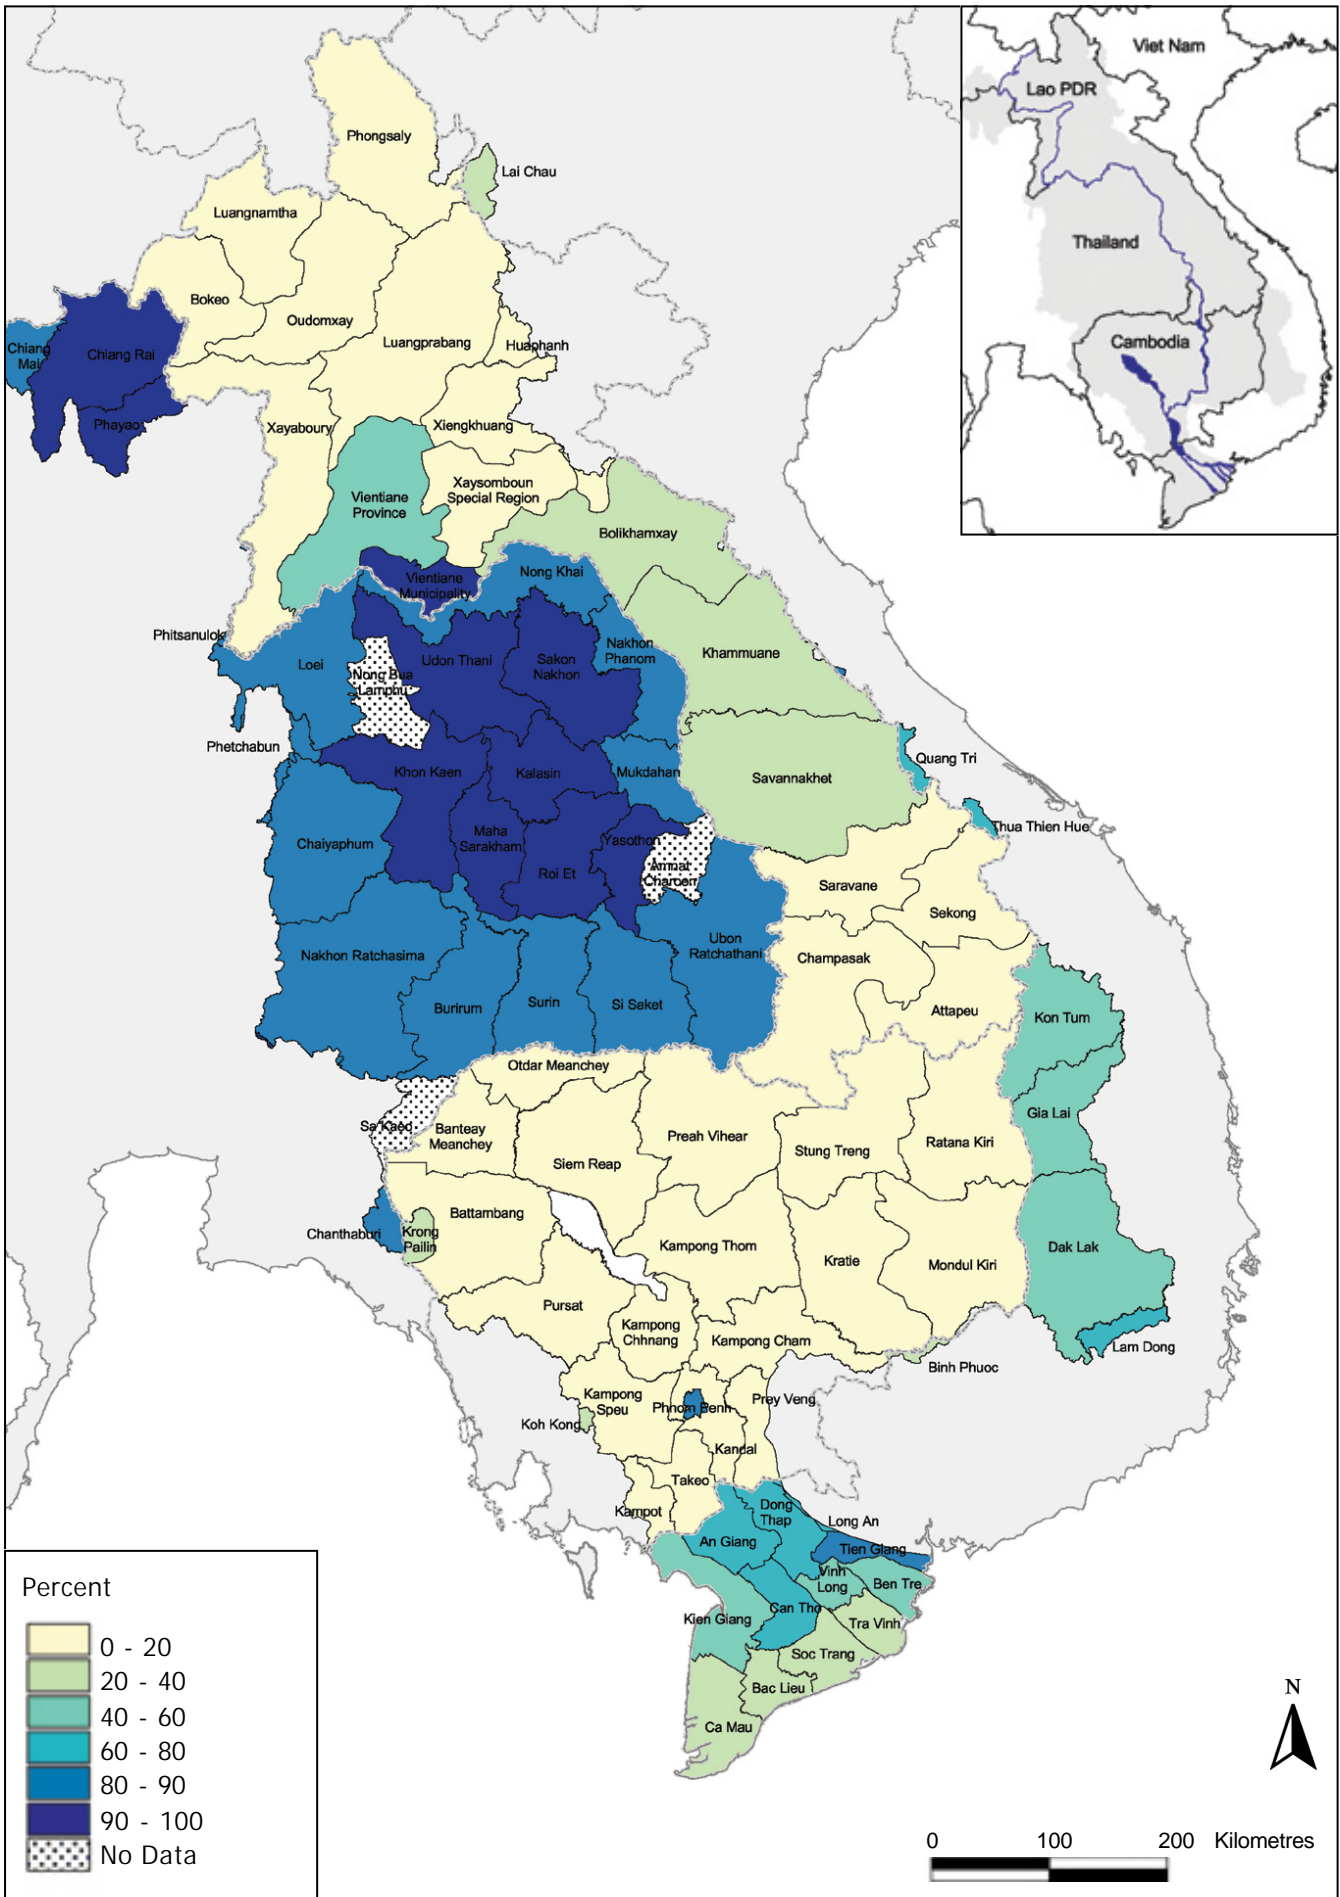 Viet Nam
Lao PDR
Thailand
Cambodia
Phongsaly
Lai Chau
Luangnamtha
Bokeo
Oudomxay
Luangprabang
Huaphanh
Chiang
Mai
Chiang Rai
Phayao
Xayaboury
Xiengkhuang
Vientiane
Province
Xaysomboun
Special Region
Bolikhamxay
Vientiane
Municipality
Nong Khai
Phitsanulok
Loei
Nong Bua
Lamphu
Udon Thani
Sakon
Nakhon
Nakhon
Phanom
Khammuane
Phetchabun
Khon Kaen
Kalasin
Mukdahan
Savannakhet
Quang Tri
Thua Thien Hue
Chaiyaphum
Maha
Sarakham
Roi Et
Yasothon
Amnat
Charoen
Saravane
Sekong
Nakhon Ratchasima
Burirum
Surin
Si Saket
Ubon
Ratchathani
Champasak
Attapeu
Kon Tum
Otdar Meanchey
Gia Lai
Sa Kaeo
Banteay
Meanchey
Siem Reap
Preah Vihear
Stung Treng
Ratana Kiri
Chanthaburi
Krong
Pailin
Battambang
Kampong Thom
Kratie
Mondul Kiri
Dak Lak
Pursat
Kampong
Chhnang
Kampong Cham
Lam Dong
Binh Phuoc
Kampong
Speu
Phnom Penh
Prey Veng
Koh Kong
Kandal
Takeo
Kampot
Dong
Thap
Long An
An Giang
Tien Giang
Vinh
Long
Ben Tre
Kien Giang
Can Tho
Tra Vinh
Soc Trang
Bac Lieu
Ca Mau
Percent
0 - 20
20 - 40
40 - 60
60 - 80
80 - 90
90 - 100
No Data
N
0 100 200 Kilometres